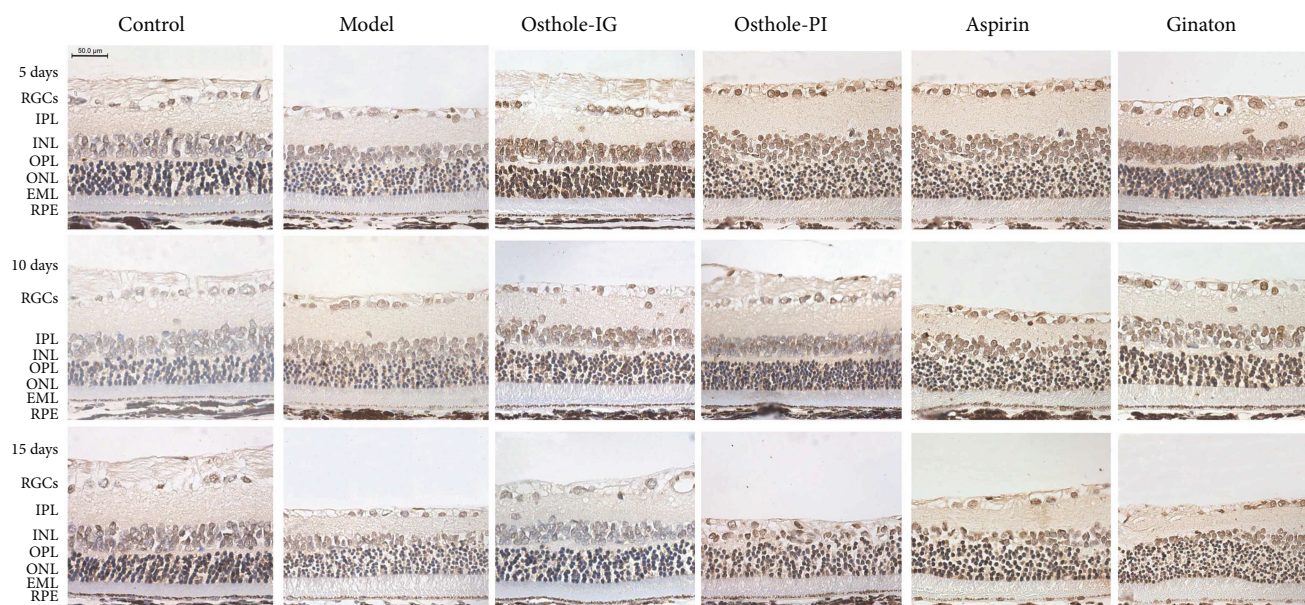 Control Model Osthole-IG Osthole-PI Aspirin Ginaton
50.0 µm
5 days
RGCs
IPL
INL
OPL
ONL
EML
RPE
10 days
RGCs
IPL
INL
OPL
ONL
EML
RPE
15 days
RGCs
IPL
INL
OPL
ONL
EML
RPE